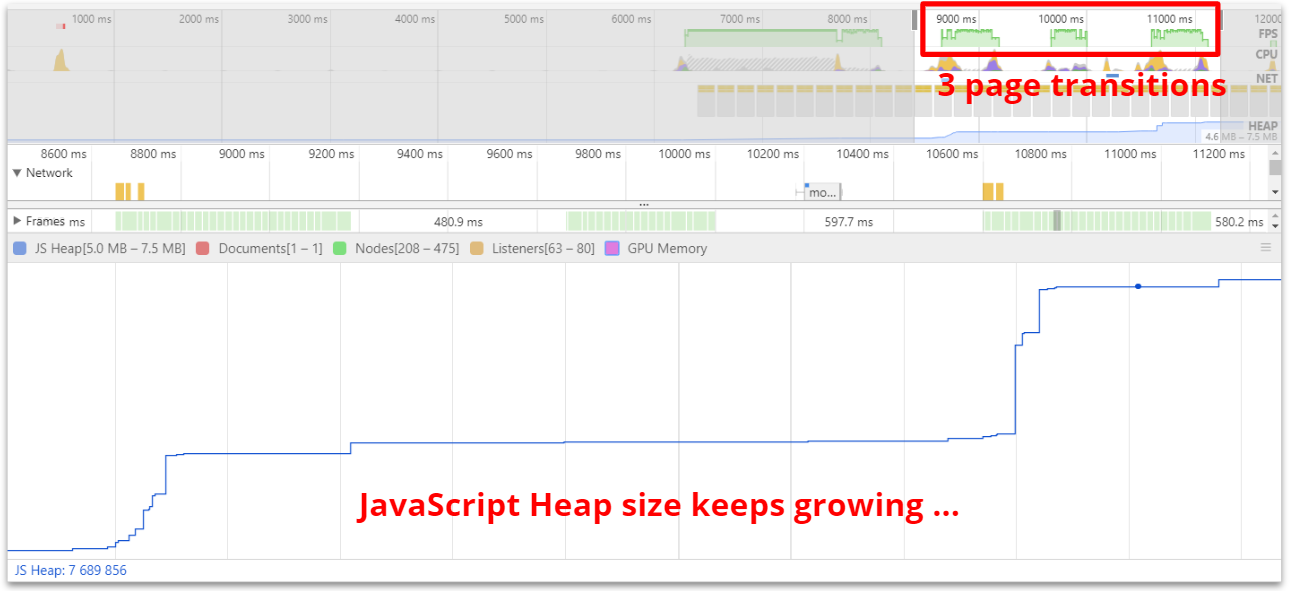 1000 ms 2000 ms 3000 ms 4000 ms 5000 ms 6000 ms 7000 ms 8000 ms 9000 ms 10000 ms 11000 ms 12000
FPS
CPU
NET
3 page transitions
HEAP
4.6 MB – 7.5 MB
8600 ms 8800 ms 9000 ms 9200 ms 9400 ms 9600 ms 9800 ms 10000 ms 10200 ms 10400 ms 10600 ms 10800 ms 11000 ms 11200 ms
▼ Network
mo...
...
▶ Frames ms 480.9 ms 597.7 ms 580.2 ms
JS Heap[5.0 MB – 7.5 MB] Documents[1 – 1] Nodes[208 – 475] Listeners[63 – 80] GPU Memory
JavaScript Heap size keeps growing ...
JS Heap: 7 689 856